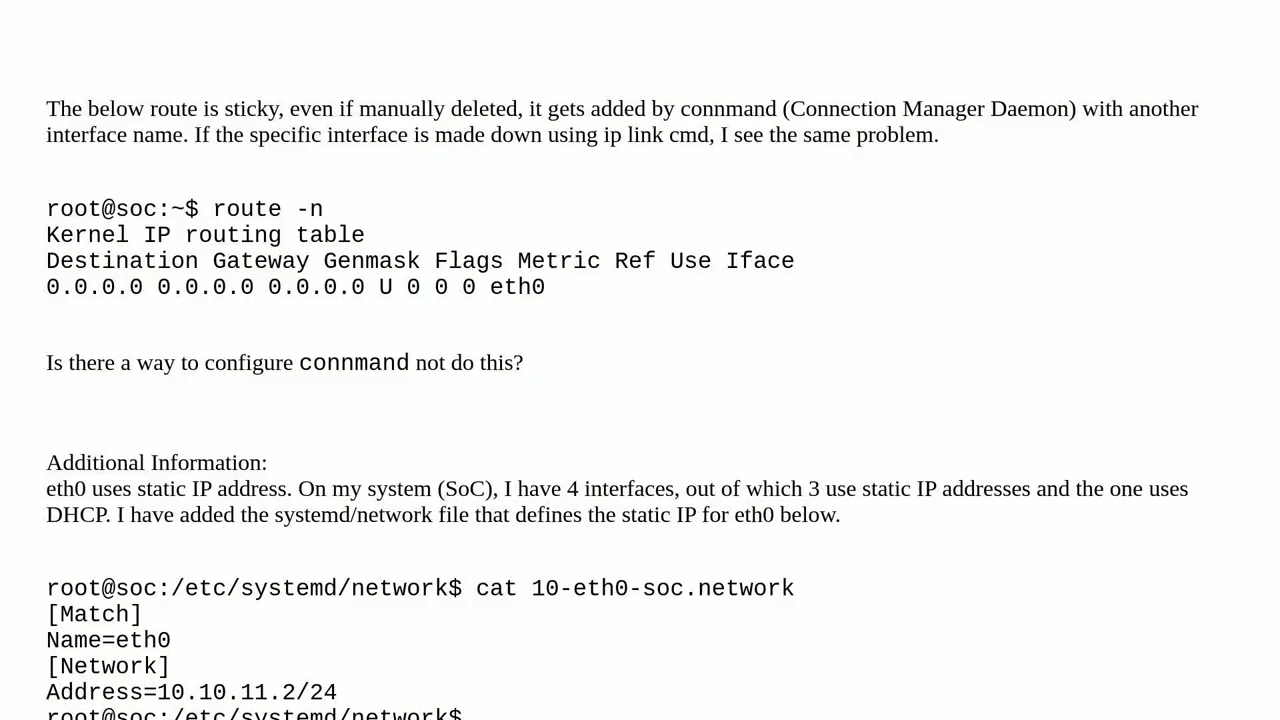 The below route is sticky, even if manually deleted, it gets added by connmand (Connection Manager Daemon) with another
interface name. If the specific interface is made down using ip link cmd, I see the same problem.
root@soc:~$ route -n
Kernel IP routing table
Destination Gateway Genmask Flags Metric Ref Use Iface
0.0.0.0 0.0.0.0 0.0.0.0 U 0 0 0 eth0
Is there a way to configure connmand not do this?
Additional Information:
eth0 uses static IP address. On my system (SoC), I have 4 interfaces, out of which 3 use static IP addresses and the one uses
DHCP. I have added the systemd/network file that defines the static IP for eth0 below.
root@soc:/etc/systemd/network$ cat 10-eth0-soc.network
[Match]
Name=eth0
[Network]
Address=10.10.11.2/24
root@soc:/etc/systemd/network$